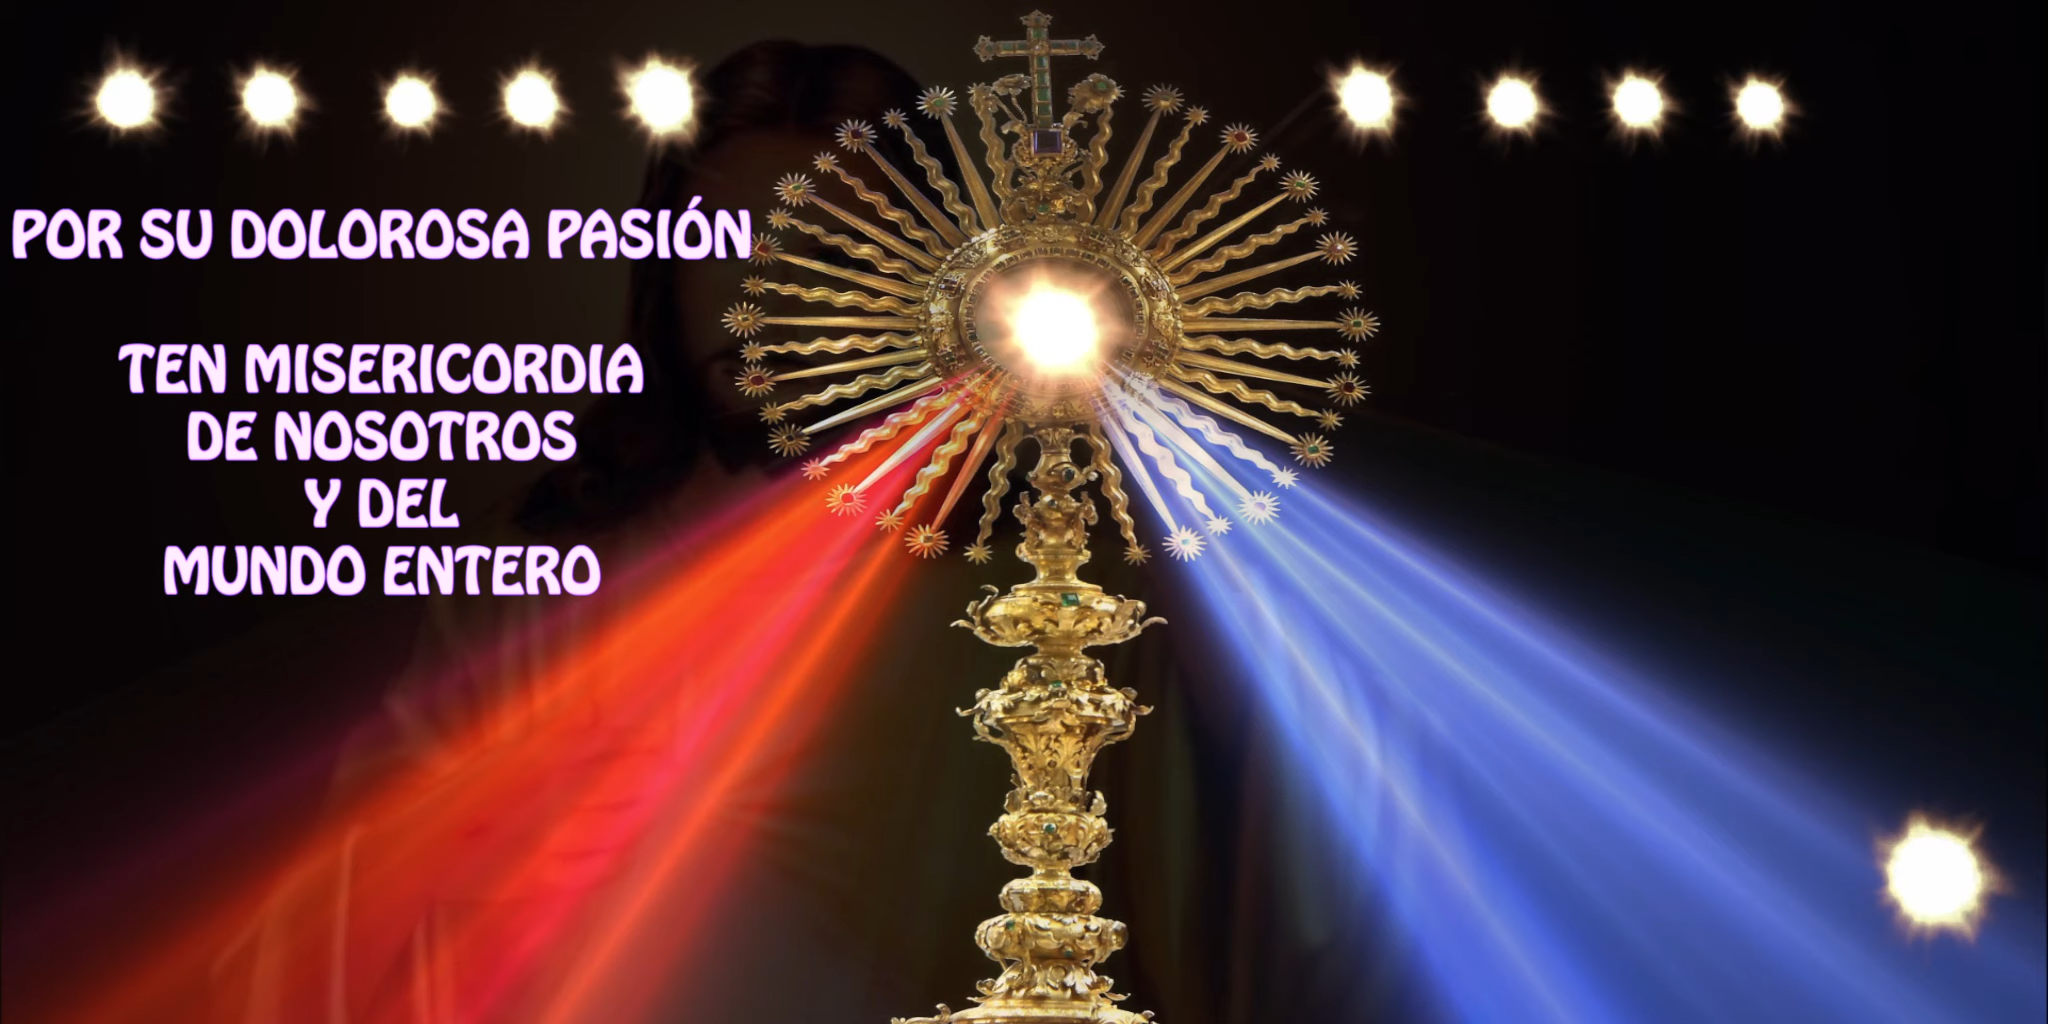 POR SU DOLOROSA PASIÓN
TEN MISERICORDIA
DE NOSOTROS
Y DEL
MUNDO ENTERO